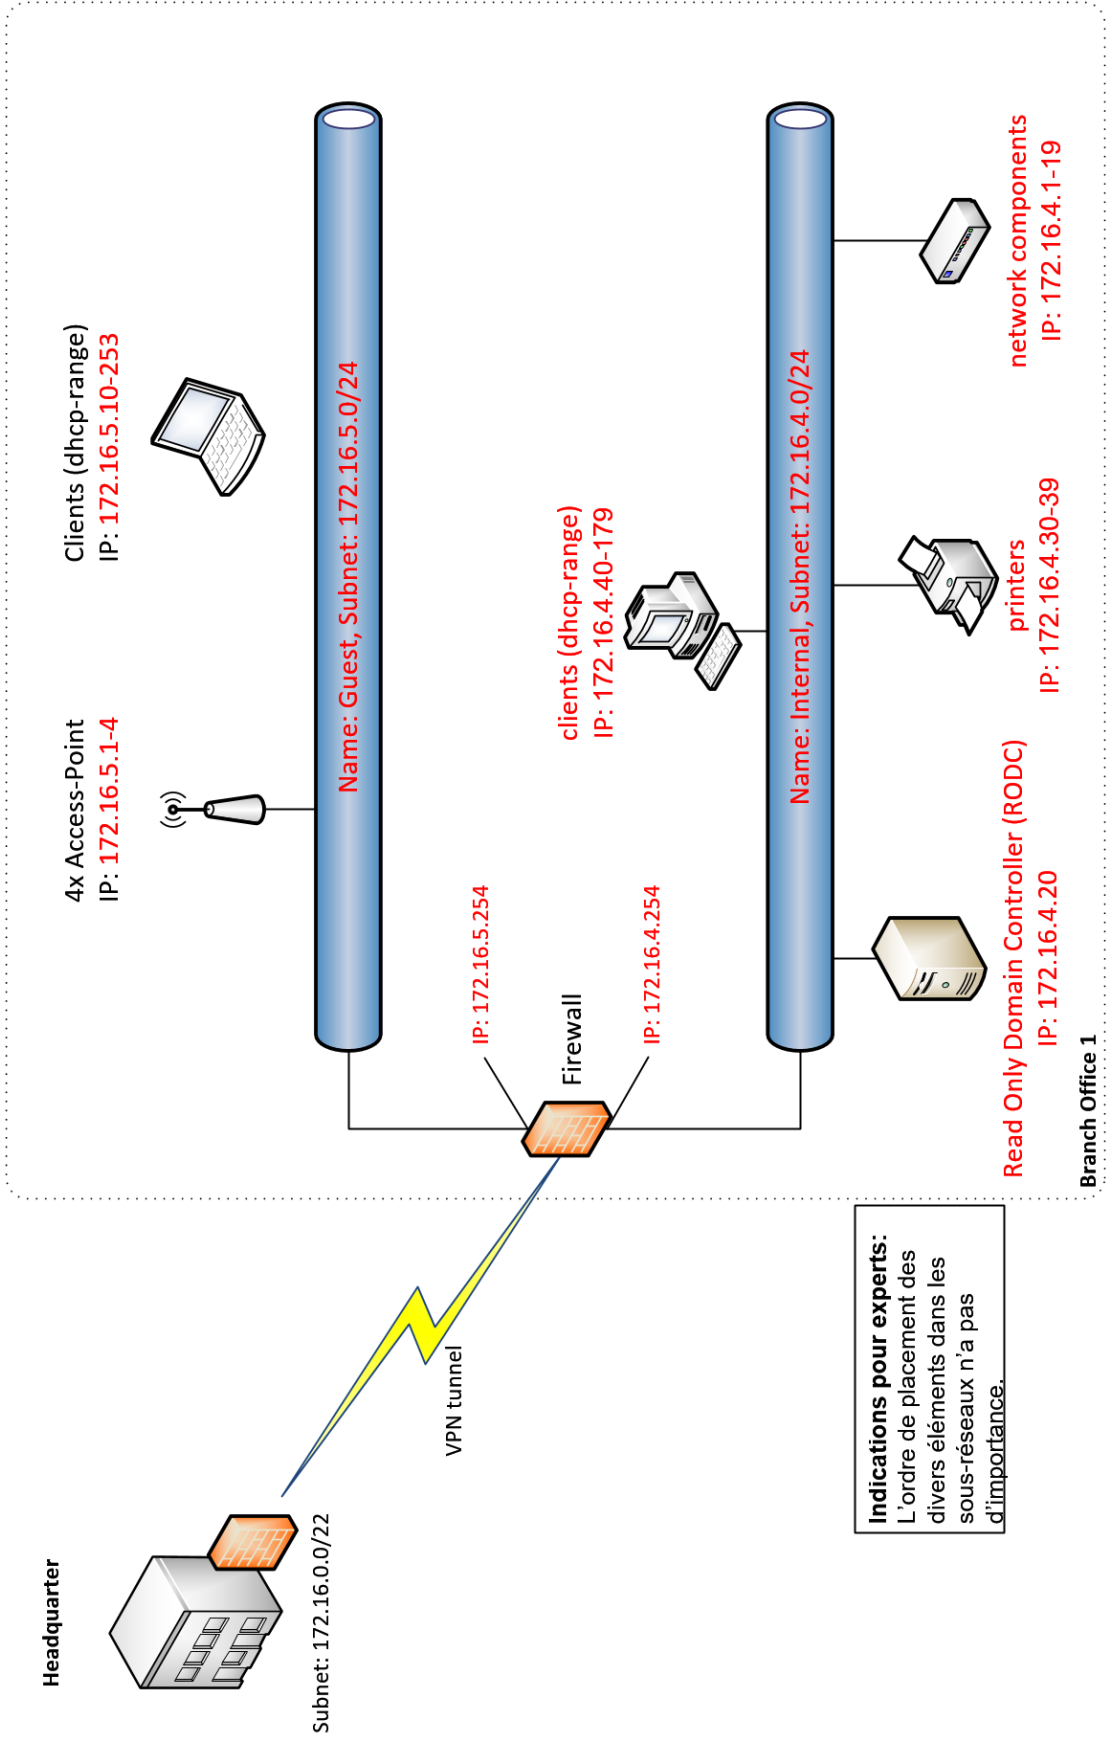 Headquarter
Subnet: 172.16.0.0/22
VPN tunnel
Indications pour experts:
L'ordre de placement des
divers éléments dans les
sous-réseaux n'a pas
d'importance.
4x Access-Point
IP: 172.16.5.1-4
Clients (dhcp-range)
IP: 172.16.5.10-253
Name: Guest, Subnet: 172.16.5.0/24
IP: 172.16.5.254
Firewall
IP: 172.16.4.254
clients (dhcp-range)
IP: 172.16.4.40-179
Name: Internal, Subnet: 172.16.4.0/24
Read Only Domain Controller (RODC)
IP: 172.16.4.20
printers
IP: 172.16.4.30-39
network components
IP: 172.16.4.1-19
Branch Office 1